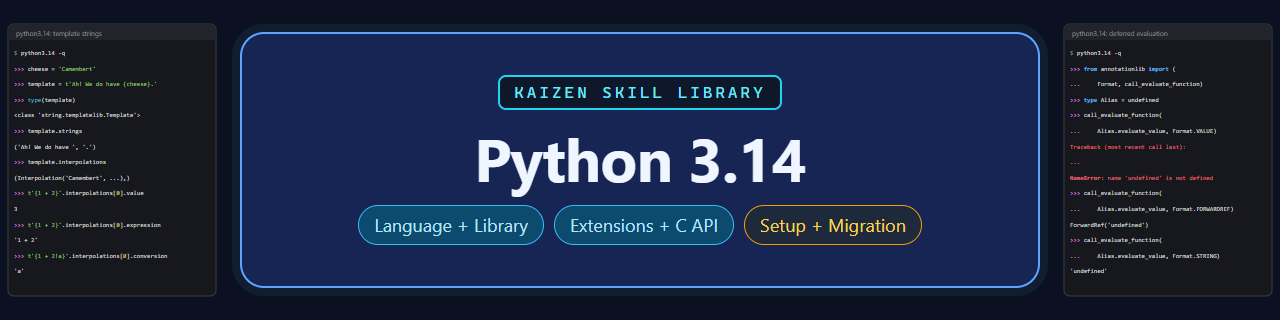 python3.14: template strings
$ python3.14 -q
>>> cheese = 'Camembert'
>>> template = t'Ah! We do have {cheese}.'
>>> type(template)
<class 'string.templatelib.Template'>
>>> template.strings
('Ah! We do have ', '.')
>>> template.interpolations
(Interpolation('Camembert', ...),)
>>> t'{1 + 2}'.interpolations[0].value
3
>>> t'{1 + 2}'.interpolations[0].expression
'1 + 2'
>>> t'{1 + 2!a}'.interpolations[0].conversion
'a'
KAIZEN SKILL LIBRARY
Python 3.14
Language + Library
Extensions + C API
Setup + Migration
python3.14: deferred evaluation
$ python3.14 -q
>>> from annotationlib import (
...     Format, call_evaluate_function)
>>> type Alias = undefined
>>> call_evaluate_function(
...     Alias.evaluate_value, Format.VALUE)
Traceback (most recent call last):
...
NameError: name 'undefined' is not defined
>>> call_evaluate_function(
...     Alias.evaluate_value, Format.FORWARDREF)
ForwardRef('undefined')
>>> call_evaluate_function(
...     Alias.evaluate_value, Format.STRING)
'undefined'